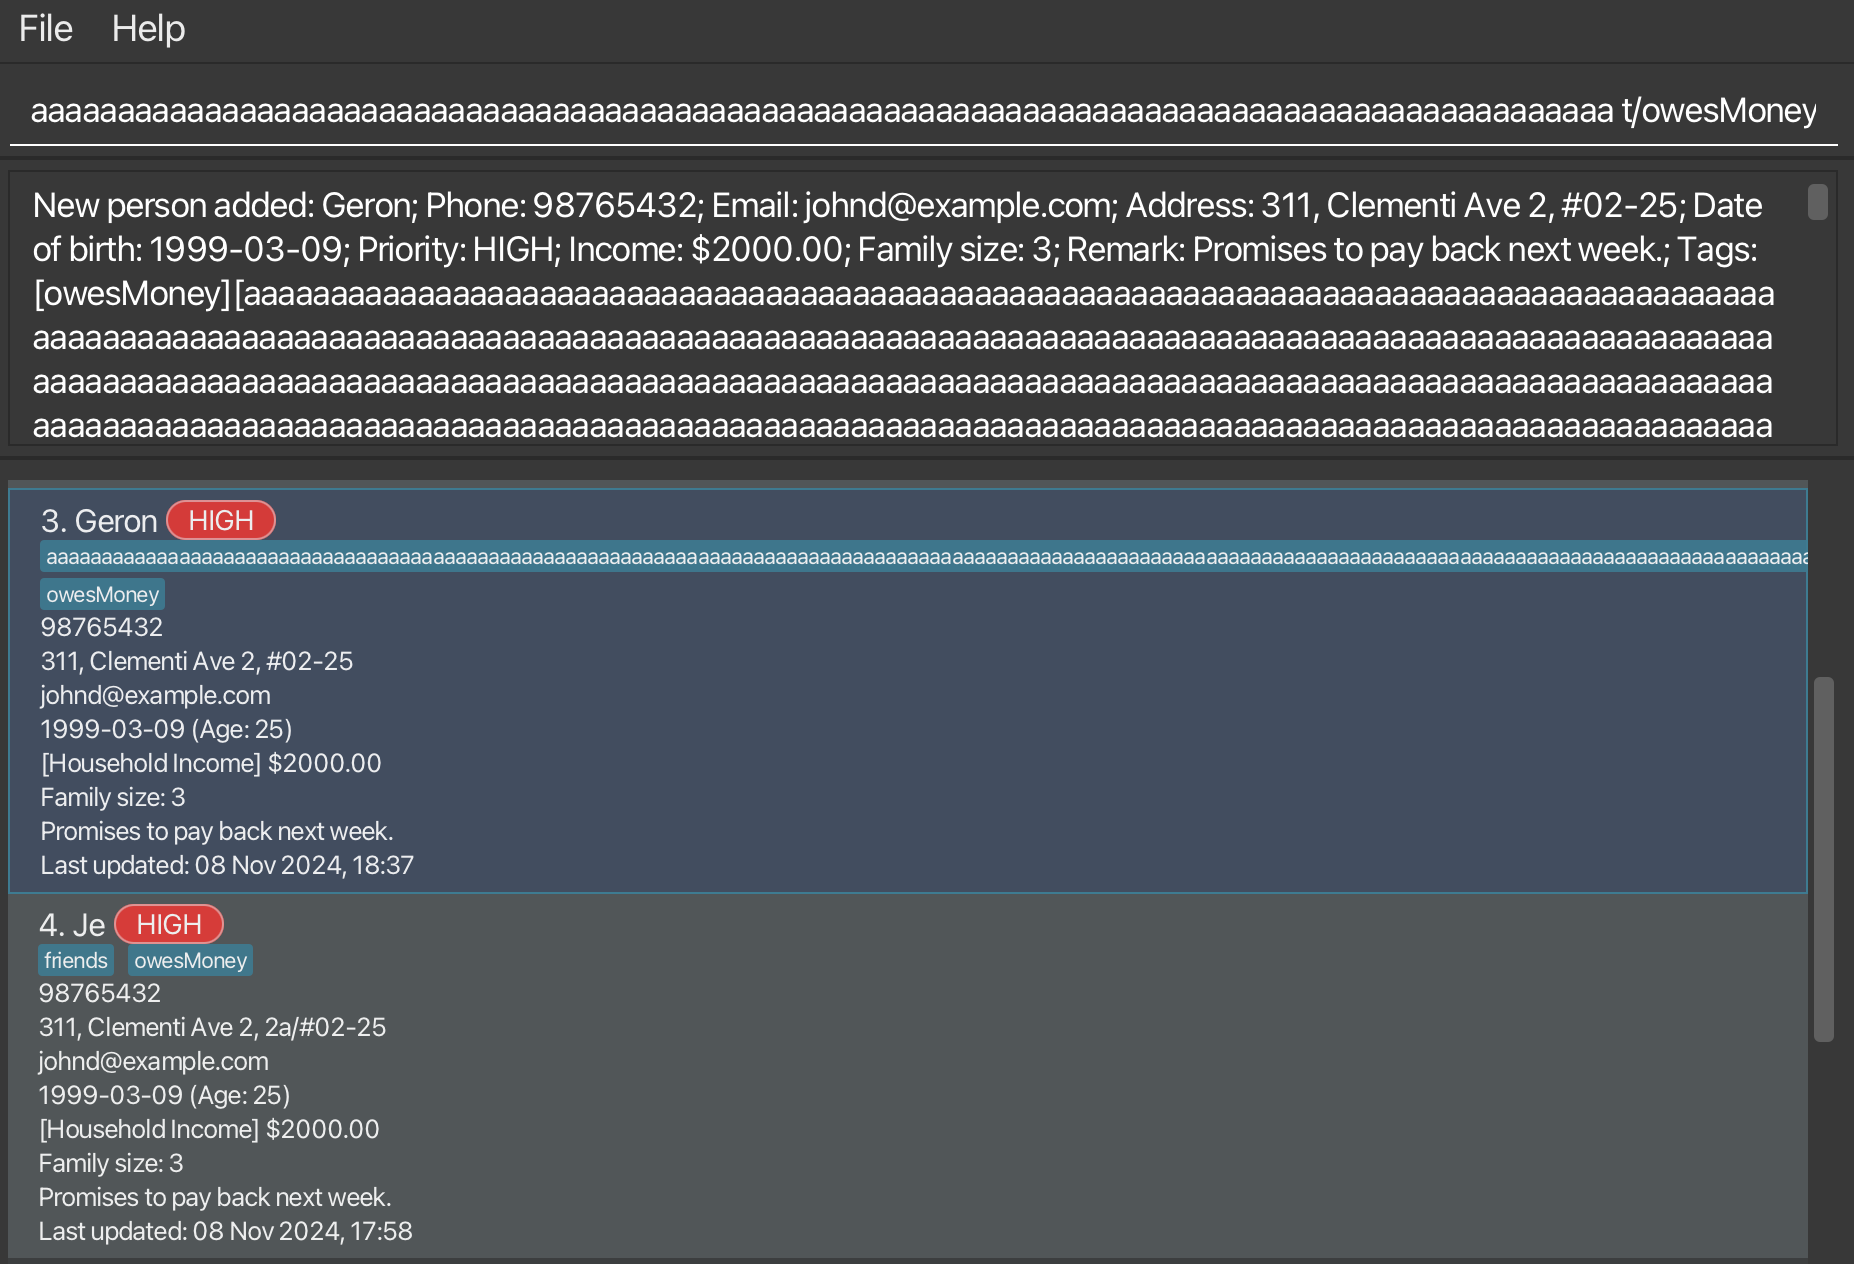 File Help
t/owesMoney
New person added: Geron; Phone: 98765432; Email: johnd@example.com; Address: 311, Clementi Ave 2, #02-25; Date
of birth: 1999-03-09; Priority: HIGH; Income: $2000.00; Family size: 3; Remark: Promises to pay back next week.; Tags:
[owesMoney]
3. Geron HIGH
owesMoney
98765432
311, Clementi Ave 2, #02-25
johnd@example.com
1999-03-09 (Age: 25)
[Household Income] $2000.00
Family size: 3
Promises to pay back next week.
Last updated: 08 Nov 2024, 18:37
4. Je HIGH
friends owesMoney
98765432
311, Clementi Ave 2, 2a/#02-25
johnd@example.com
1999-03-09 (Age: 25)
[Household Income] $2000.00
Family size: 3
Promises to pay back next week.
Last updated: 08 Nov 2024, 17:58